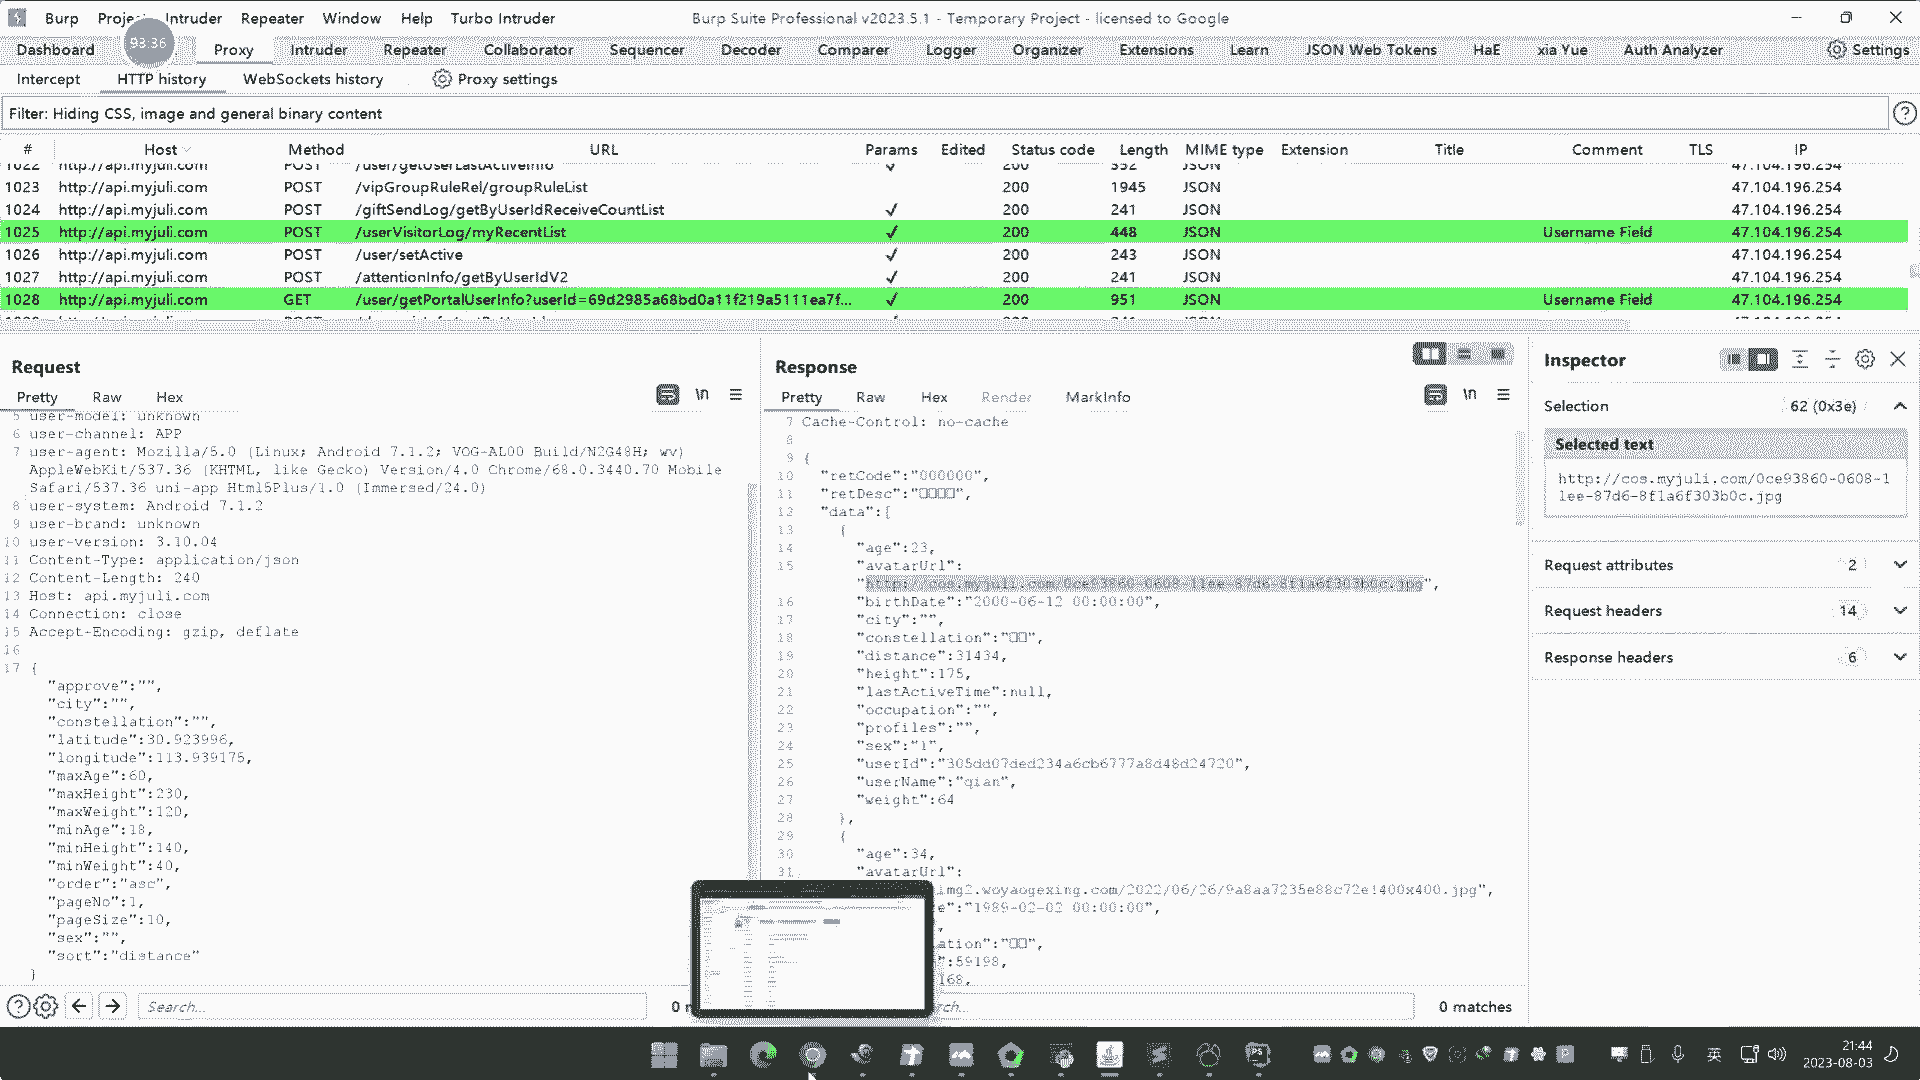 Burp Project Intruder Repeater Window Help Turbo Intruder
Burp Suite Professional v2023.5.1 - Temporary Project - licensed to Google
93:36
Dashboard Proxy Intruder Repeater Collaborator Sequencer Decoder Comparer Logger Organizer Extensions Learn JSON Web Tokens HaE xia Yue Auth Analyzer Settings
Intercept HTTP history WebSockets history Proxy settings
Filter: Hiding CSS, image and general binary content
# Host Method URL Params Edited Status code Length MIME type Extension Title Comment TLS IP
1022 http://api.myjuli.com POST /user/getUserLastActiveInfo ✓ 200 352 JSON 47.104.196.254
1023 http://api.myjuli.com POST /vipGroupRuleRel/groupRuleList 200 1945 JSON 47.104.196.254
1024 http://api.myjuli.com POST /giftSendLog/getByUserIdReceiveCountList ✓ 200 241 JSON 47.104.196.254
1025 http://api.myjuli.com POST /userVisitorLog/myRecentList ✓ 200 448 JSON Username Field 47.104.196.254
1026 http://api.myjuli.com POST /user/setActive ✓ 200 243 JSON 47.104.196.254
1027 http://api.myjuli.com POST /attentionInfo/getByUserIdV2 ✓ 200 241 JSON 47.104.196.254
1028 http://api.myjuli.com GET /user/getPortalUserInfo?userId=69d2985a68bd0a11f219a5111ea7f... ✓ 200 951 JSON Username Field 47.104.196.254
Request
Pretty Raw Hex
\n
5 user-model: unknown
6 user-channel: APP
7 user-agent: Mozilla/5.0 (Linux; Android 7.1.2; VOG-AL00 Build/N2G48H; wv)
AppleWebKit/537.36 (KHTML, like Gecko) Version/4.0 Chrome/68.0.3440.70 Mobile
Safari/537.36 uni-app Html5Plus/1.0 (Immersed/24.0)
8 user-system: Android 7.1.2
9 user-brand: unknown
10 user-version: 3.10.04
11 Content-Type: application/json
12 Content-Length: 240
13 Host: api.myjuli.com
14 Connection: close
15 Accept-Encoding: gzip, deflate
16
17 {
"approve":"",
"city":"",
"constellation":"",
"latitude":30.923996,
"longitude":113.939175,
"maxAge":60,
"maxHeight":230,
"maxWeight":120,
"minAge":18,
"minHeight":140,
"minWeight":40,
"order":"asc",
"pageNo":1,
"pageSize":10,
"sex":"",
"sort":"distance"
}
Search...
0 m
Response
Pretty Raw Hex Render MarkInfo
\n
7 Cache-Control: no-cache
8
9 {
10 "retCode":"000000",
11 "retDesc":"□□□□",
12 "data":[
13 {
14 "age":23,
15 "avatarUrl":
"http://cos.myjuli.com/0ce93860-0608-11ee-87d6-8f1a6f303b0c.jpg",
16 "birthDate":"2000-06-12 00:00:00",
17 "city":"",
18 "constellation":"□□",
19 "distance":31434,
20 "height":175,
21 "lastActiveTime":null,
22 "occupation":"",
23 "profiles":"",
24 "sex":"1",
25 "userId":"305dd07ded234a6cb6777a8d48d24720",
26 "userName":"qian",
27 "weight":64
28 },
29 {
30 "age":34,
31 "avatarUrl":
img2.woyaogexing.com/2022/06/26/9a8aa7235e88c72e!400x400.jpg",
e":"1989-02-02 00:00:00",
,
ation":"□□",
":59198,
168,
rch...
0 matches
Inspector
Selection 62 (0x3e)
Selected text
http://cos.myjuli.com/0ce93860-0608-1
1ee-87d6-8f1a6f303b0c.jpg
Request attributes 2
Request headers 14
Response headers 6
英
21:44
2023-08-03